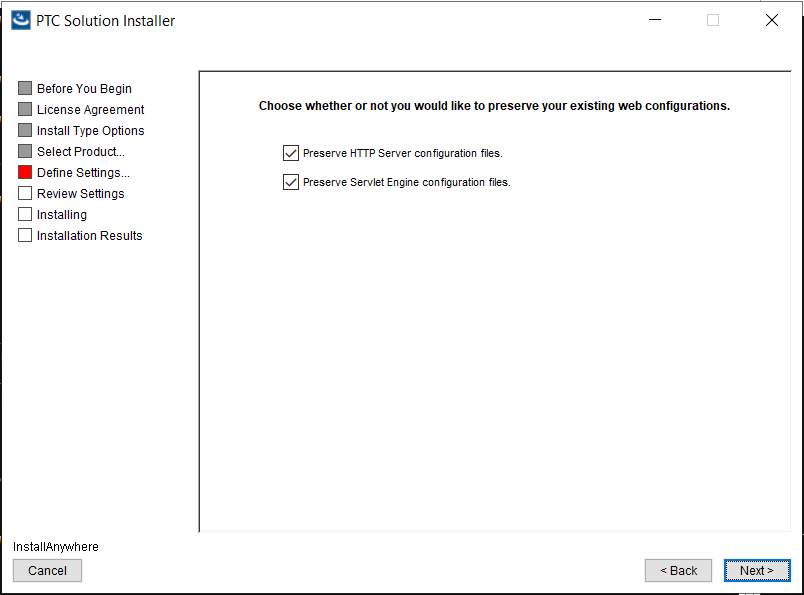 PTC Solution Installer
Before You Begin
License Agreement
Install Type Options
Select Product...
Define Settings...
Review Settings
Installing
Installation Results
Choose whether or not you would like to preserve your existing web configurations.
Preserve HTTP Server configuration files.
Preserve Servlet Engine configuration files.
InstallAnywhere
Cancel
< Back
Next >